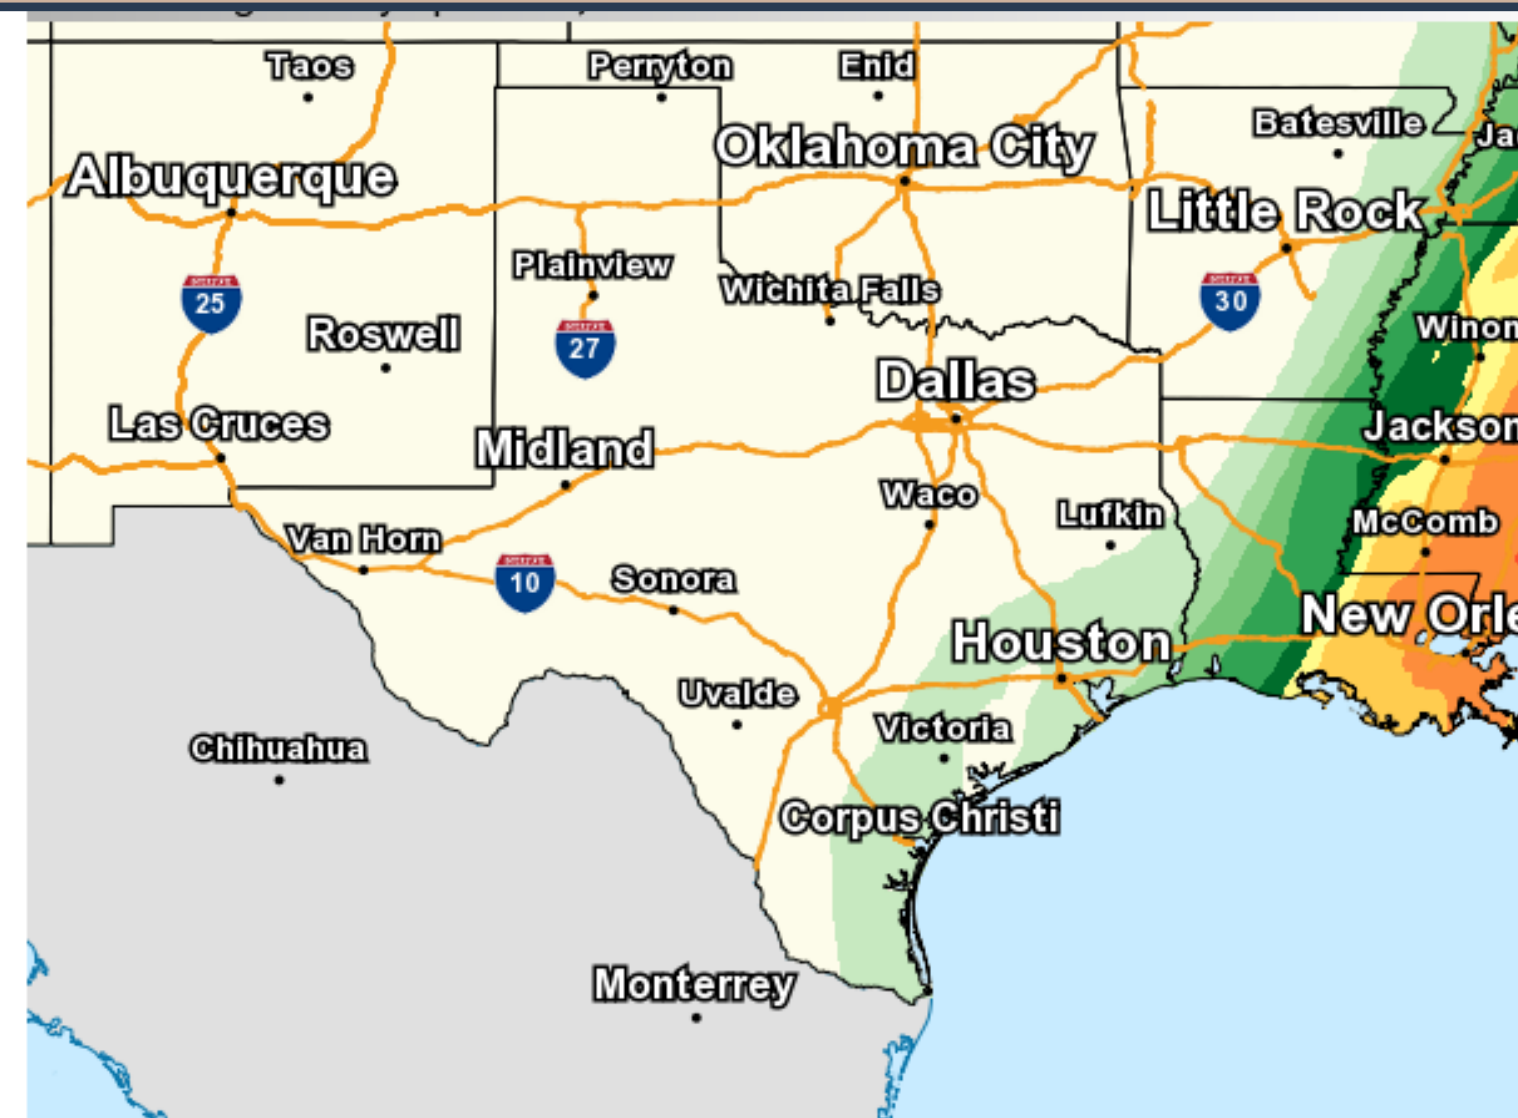 Taos
Perryton
Enid
Batesville
Oklahoma City
Ja
Albuquerque
Little Rock
Plainview
Wichita Falls
25
30
Winon
Roswell
27
Dallas
Las Cruces
Jackson
Midland
Waco
Lufkin
McComb
Van Horn
10
Sonora
New Orle
Houston
Uvalde
Victoria
Chihuahua
Corpus Christi
Monterrey